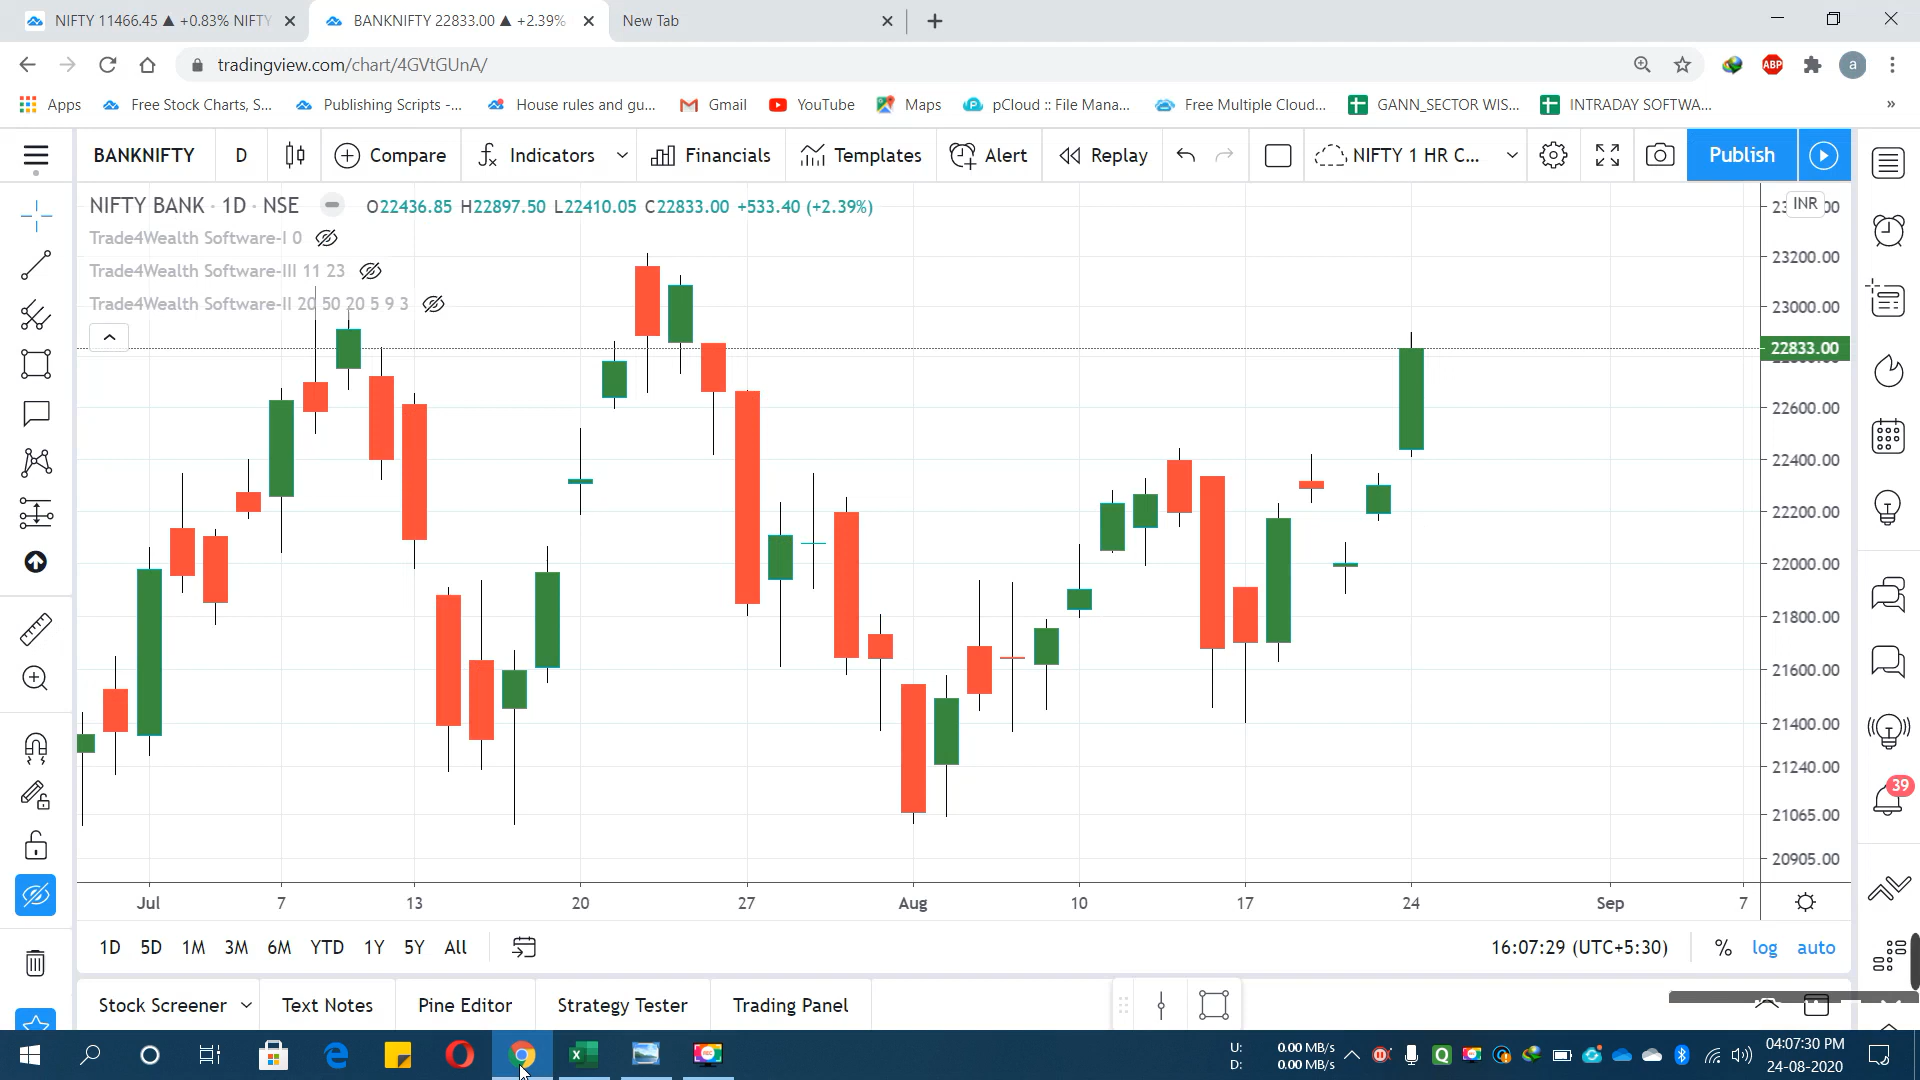 NIFTY 11466.45 ▲ +0.83% NIFTY
BANKNIFTY 22833.00 ▲ +2.39%
New Tab
tradingview.com/chart/4GVtGUnA/
ABP
a
Apps
Free Stock Charts, S...
Publishing Scripts -...
House rules and gu...
Gmail
YouTube
Maps
pCloud :: File Mana...
Free Multiple Cloud...
GANN_SECTOR WIS...
INTRADAY SOFTWA...
»
BANKNIFTY
D
Compare
Indicators
Financials
Templates
Alert
Replay
NIFTY 1 HR C...
Publish
NIFTY BANK · 1D · NSE
O22436.85 H22897.50 L22410.05 C22833.00 +533.40 (+2.39%)
Trade4Wealth Software-I 0
Trade4Wealth Software-III 11 23
Trade4Wealth Software-II 20 50 20 5 9 3
INR
23200.00
23000.00
22833.00
22600.00
22400.00
22200.00
22000.00
21800.00
21600.00
21400.00
21240.00
21065.00
20905.00
39
Jul
7
13
20
27
Aug
10
17
24
Sep
7
1D
5D
1M
3M
6M
YTD
1Y
5Y
All
16:07:29 (UTC+5:30)
%
log
auto
Stock Screener
Text Notes
Pine Editor
Strategy Tester
Trading Panel
U: 0.00 MB/s
D: 0.00 MB/s
04:07:30 PM
24-08-2020